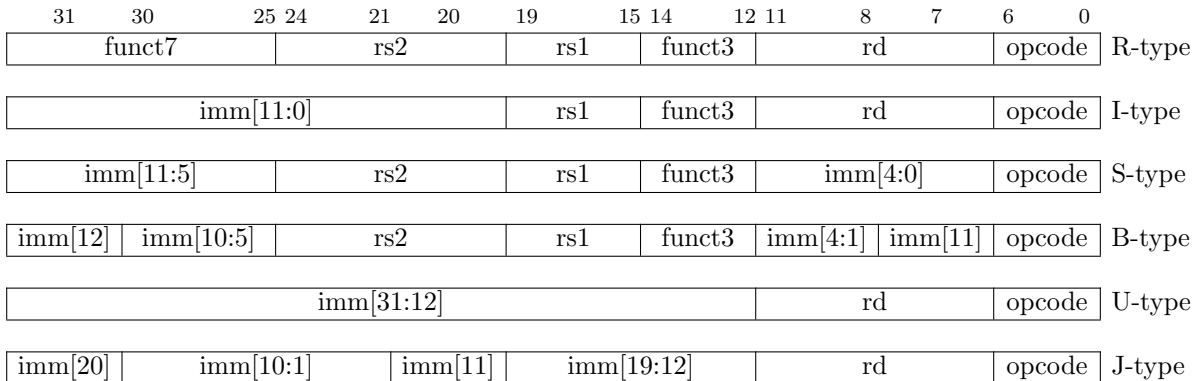 31 30 25 24 21 20 19 15 14 12 11 8 7 6 0
funct7 rs2 rs1 funct3 rd opcode R-type
imm[11:0] rs1 funct3 rd opcode I-type
imm[11:5] rs2 rs1 funct3 imm[4:0] opcode S-type
imm[12] imm[10:5] rs2 rs1 funct3 imm[4:1] imm[11] opcode B-type
imm[31:12] rd opcode U-type
imm[20] imm[10:1] imm[11] imm[19:12] rd opcode J-type